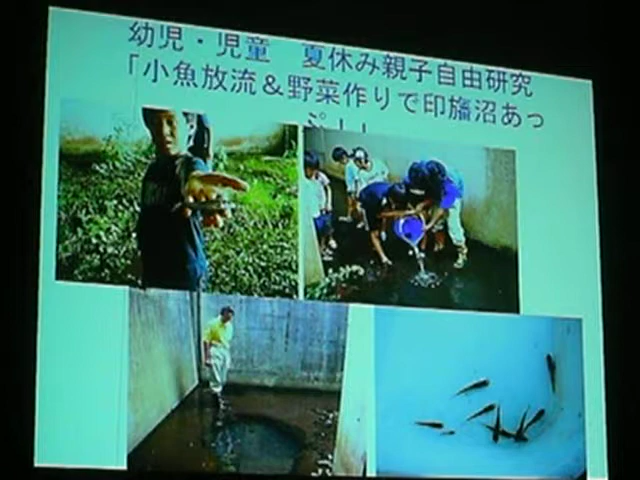 幼児・児童　夏休み親子自由研究
「小魚放流＆野菜作りで印旛沼あっ
ぷ！」